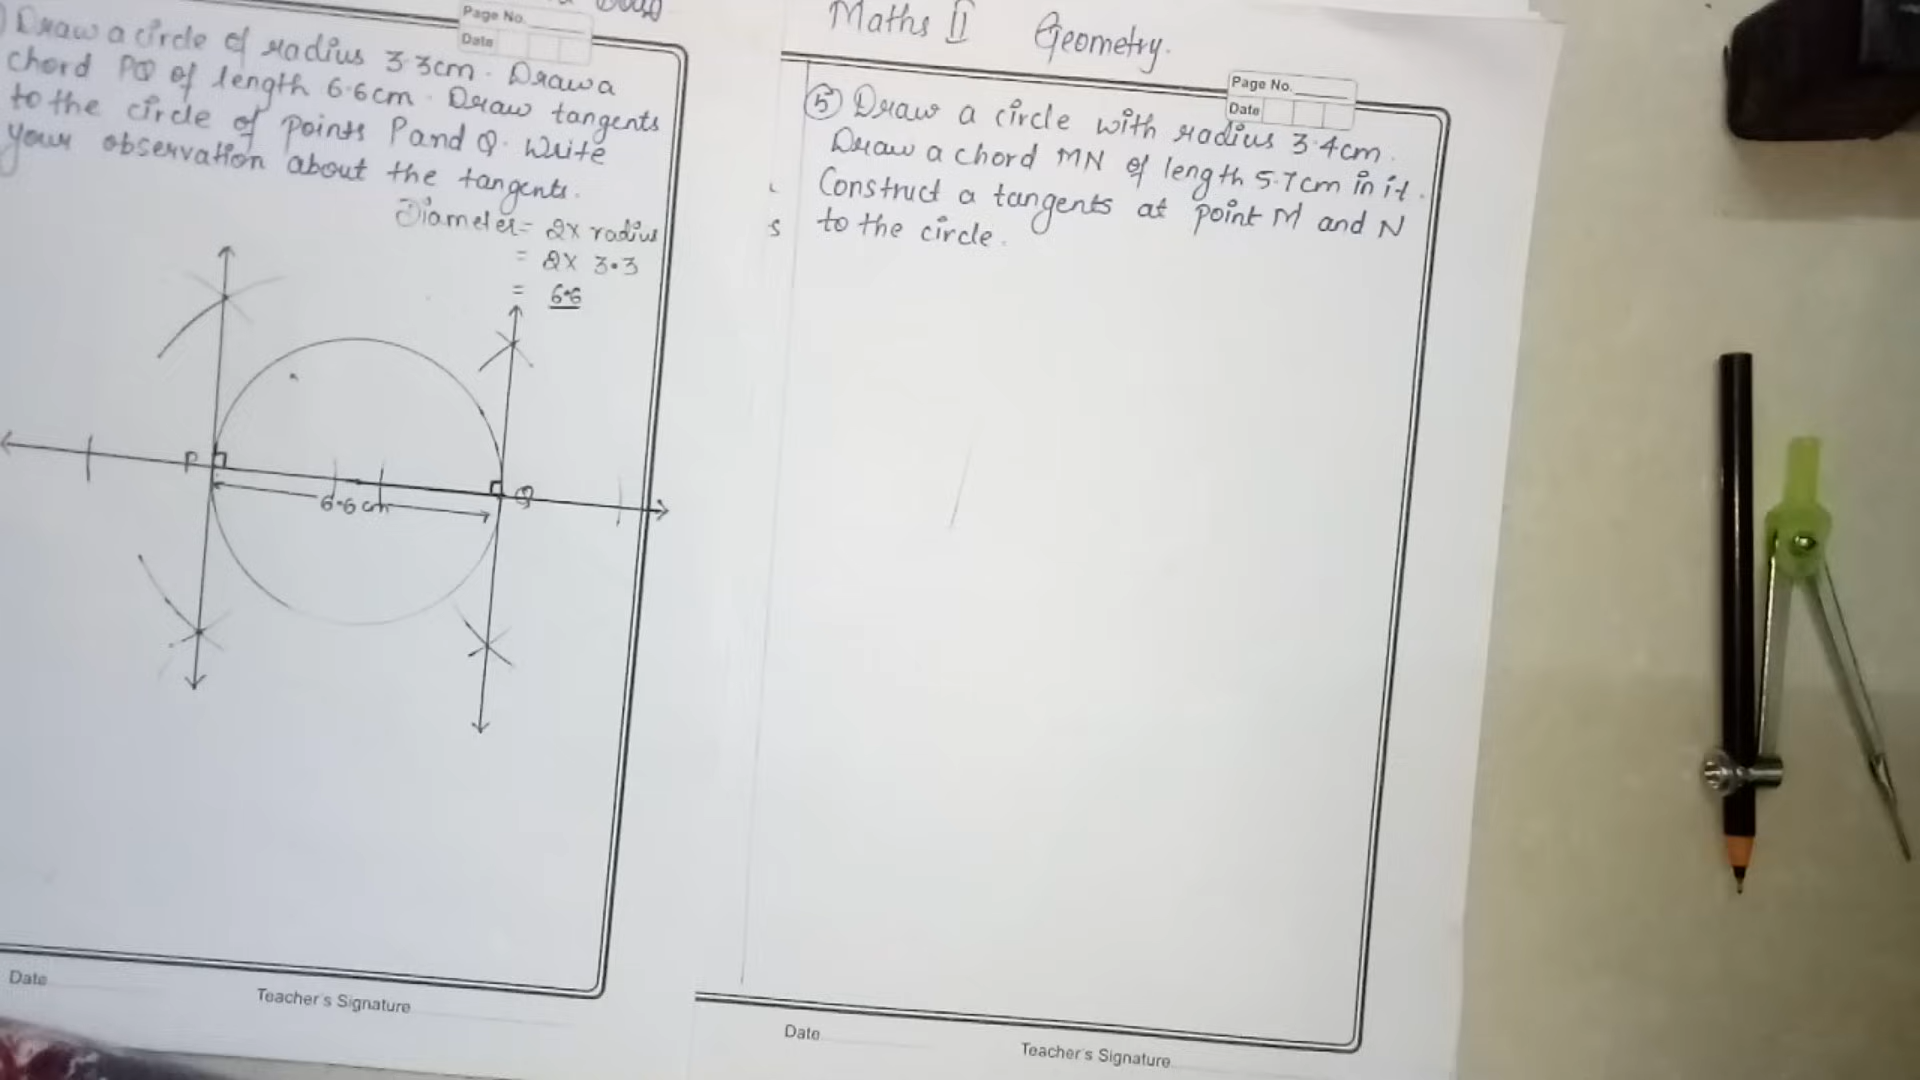 Page No.
Date
Draw a circle of radius 3.3cm. Draw a
chord PQ of length 6.6cm. Draw tangents
to the circle of points P and Q. Write
your observation about the tangents.
Diameter = 2x radius
= 2x 3.3
= 6.6
P
Q
6.6 cm
Date
Teacher's Signature
Maths II Geometry.
Page No.
Date
5 Draw a circle with radius 3.4cm.
Draw a chord MN of length 5.7cm in it.
Construct a tangents at point M and N
s to the circle.
Date
Teacher's Signature